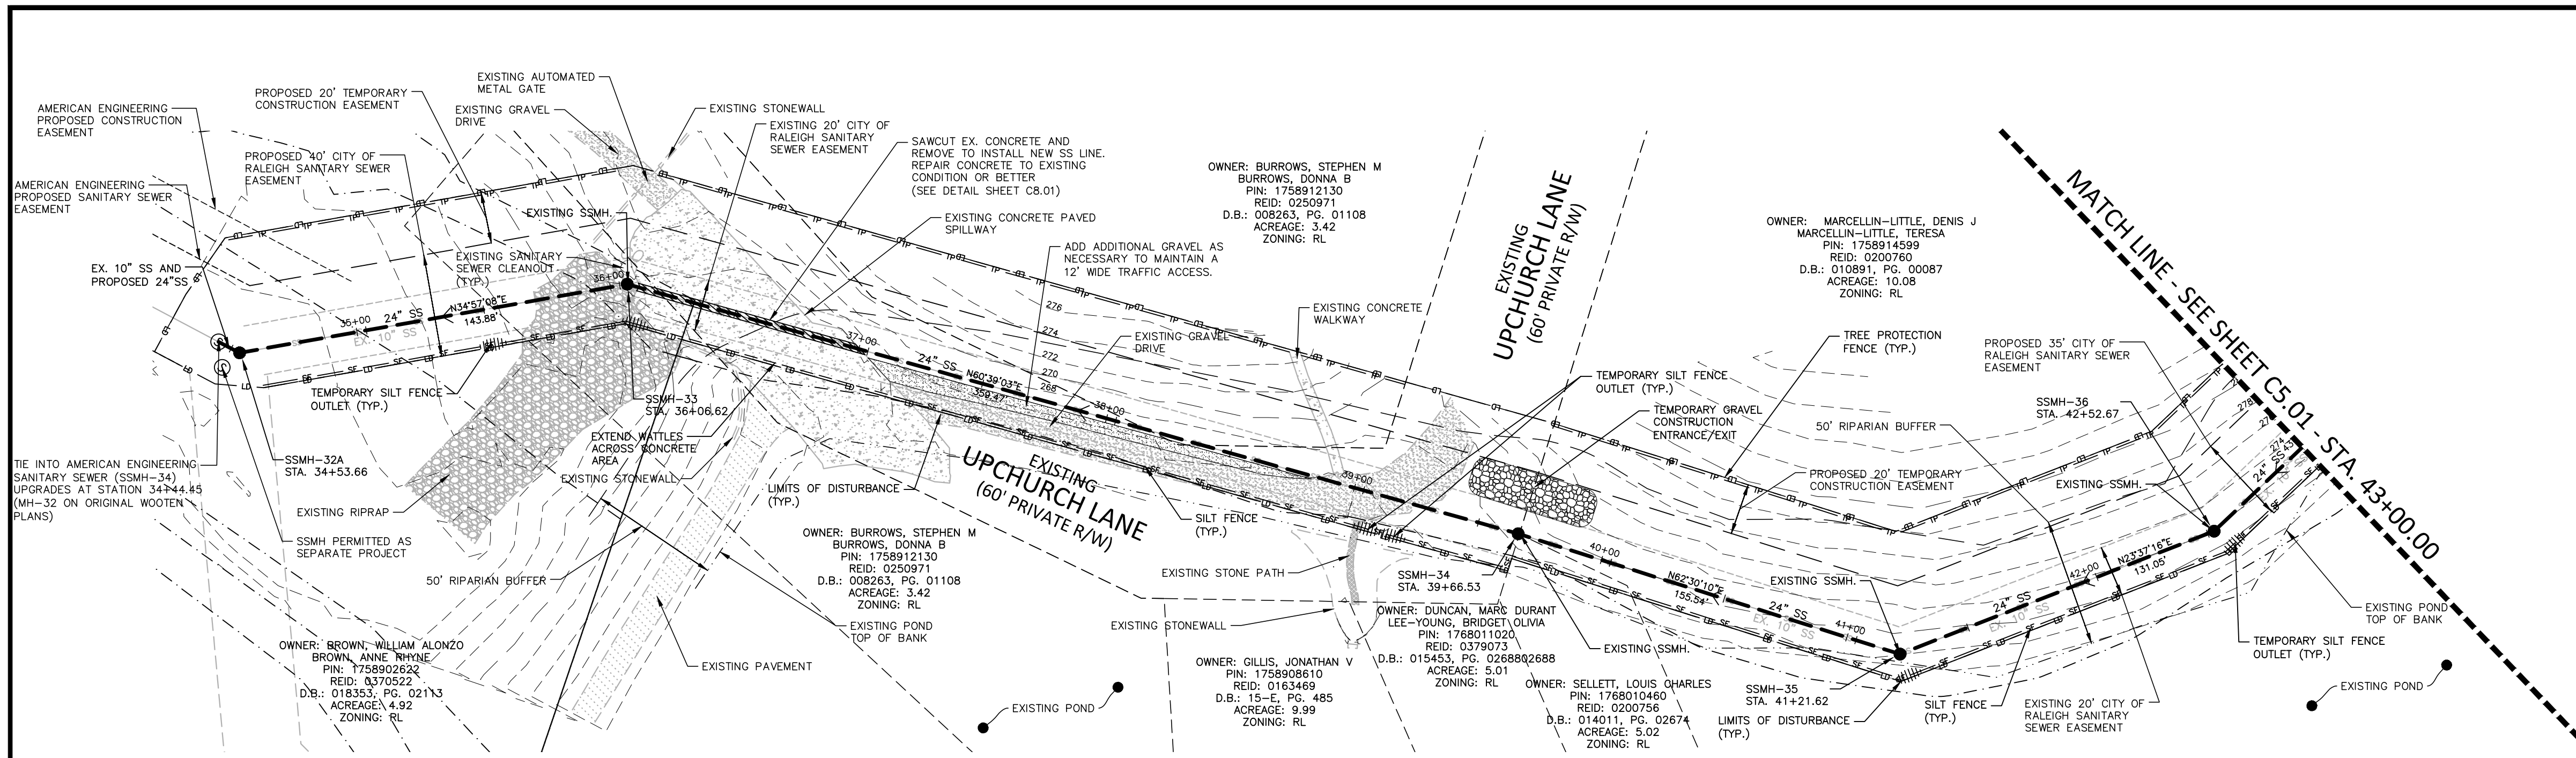 AMERICAN ENGINEERING
PROPOSED CONSTRUCTION
EASEMENT
PROPOSED 20' TEMPORARY
CONSTRUCTION EASEMENT
EXISTING AUTOMATED
METAL GATE
EXISTING GRAVEL
DRIVE
EXISTING STONEWALL
EXISTING 20' CITY OF
RALEIGH SANITARY
SEWER EASEMENT
SAWCUT EX. CONCRETE AND
REMOVE TO INSTALL NEW SS LINE.
REPAIR CONCRETE TO EXISTING
CONDITION OR BETTER
(SEE DETAIL SHEET C8.01)
PROPOSED 40' CITY OF
RALEIGH SANITARY SEWER
EASEMENT
AMERICAN ENGINEERING
PROPOSED SANITARY SEWER
EASEMENT
EXISTING SSMH.
EXISTING CONCRETE PAVED
SPILLWAY
EX. 10" SS AND
PROPOSED 24"SS
EXISTING SANITARY
SEWER CLEANOUT
(TYP.)
ADD ADDITIONAL GRAVEL AS
NECESSARY TO MAINTAIN A
12' WIDE TRAFFIC ACCESS.
OWNER: BURROWS, STEPHEN M
BURROWS, DONNA B
PIN: 1758912130
REID: 0250971
D.B.: 008263, PG. 01108
ACREAGE: 3.42
ZONING: RL
EXISTING
UPCHURCH LANE
(60' PRIVATE R/W)
OWNER: MARCELLIN-LITTLE, DENIS J
MARCELLIN-LITTLE, TERESA
PIN: 1758914599
REID: 0200760
D.B.: 010891, PG. 00087
ACREAGE: 10.08
ZONING: RL
MATCH LINE - SEE SHEET C5.01 - STA. 43+00.00
35+00
24" SS
N34°57'08"E
143.88'
EX. 10" SS
36+00
37+00
24" SS
N60°39'03"E
359.47'
38+00
276
274
272
270
268
EXISTING GRAVEL
DRIVE
EXISTING CONCRETE
WALKWAY
TREE PROTECTION
FENCE (TYP.)
PROPOSED 35' CITY OF
RALEIGH SANITARY SEWER
EASEMENT
TEMPORARY SILT FENCE
OUTLET (TYP.)
SSMH-33
STA. 36+06.62
TEMPORARY SILT FENCE
OUTLET (TYP.)
TEMPORARY GRAVEL
CONSTRUCTION
ENTRANCE/EXIT
SSMH-36
STA. 42+52.67
50' RIPARIAN BUFFER
EXTEND WATTLES
ACROSS CONCRETE
AREA
EXISTING STONEWALL
TIE INTO AMERICAN ENGINEERING
SANITARY SEWER (SSMH-34)
UPGRADES AT STATION 34+44.45
(MH-32 ON ORIGINAL WOOTEN
PLANS)
SSMH-32A
STA. 34+53.66
LIMITS OF DISTURBANCE
(TYP.)
EXISTING
UPCHURCH LANE
(60' PRIVATE R/W)
39+00
PROPOSED 20' TEMPORARY
CONSTRUCTION EASEMENT
EXISTING SSMH.
278
274
24" SS
EXISTING RIPRAP
SILT FENCE
(TYP.)
SSMH PERMITTED AS
SEPARATE PROJECT
OWNER: BURROWS, STEPHEN M
BURROWS, DONNA B
PIN: 1758912130
REID: 0250971
D.B.: 008263, PG. 01108
ACREAGE: 3.42
ZONING: RL
50' RIPARIAN BUFFER
EXISTING STONE PATH
SSMH-34
STA. 39+66.53
40+00
N62°30'10"E
155.54'
24" SS
EX. 10" SS
41+00
EXISTING SSMH.
42+00
N23°37'16"E
131.05'
24" SS
EX. 10" SS
EXISTING POND
TOP OF BANK
EXISTING STONEWALL
OWNER: DUNCAN, MARC DURANT
LEE-YOUNG, BRIDGET OLIVIA
PIN: 1768011020
REID: 0379073
D.B.: 015453, PG. 0268802688
ACREAGE: 5.01
ZONING: RL
EXISTING SSMH.
EXISTING POND
TOP OF BANK
TEMPORARY SILT FENCE
OUTLET (TYP.)
OWNER: BROWN, WILLIAM ALONZO
BROWN, ANNE RHYNE
PIN: 1758902622
REID: 0370522
D.B.: 018353, PG. 02113
ACREAGE: 4.92
ZONING: RL
EXISTING PAVEMENT
EXISTING POND
OWNER: GILLIS, JONATHAN V
PIN: 1758908610
REID: 0163469
D.B.: 15-E, PG. 485
ACREAGE: 9.99
ZONING: RL
OWNER: SELLETT, LOUIS CHARLES
PIN: 1768010460
REID: 0200756
D.B.: 014011, PG. 02674
ACREAGE: 5.02
ZONING: RL
SSMH-35
STA. 41+21.62
LIMITS OF DISTURBANCE
(TYP.)
SILT FENCE
(TYP.)
EXISTING 20' CITY OF
RALEIGH SANITARY
SEWER EASEMENT
EXISTING POND